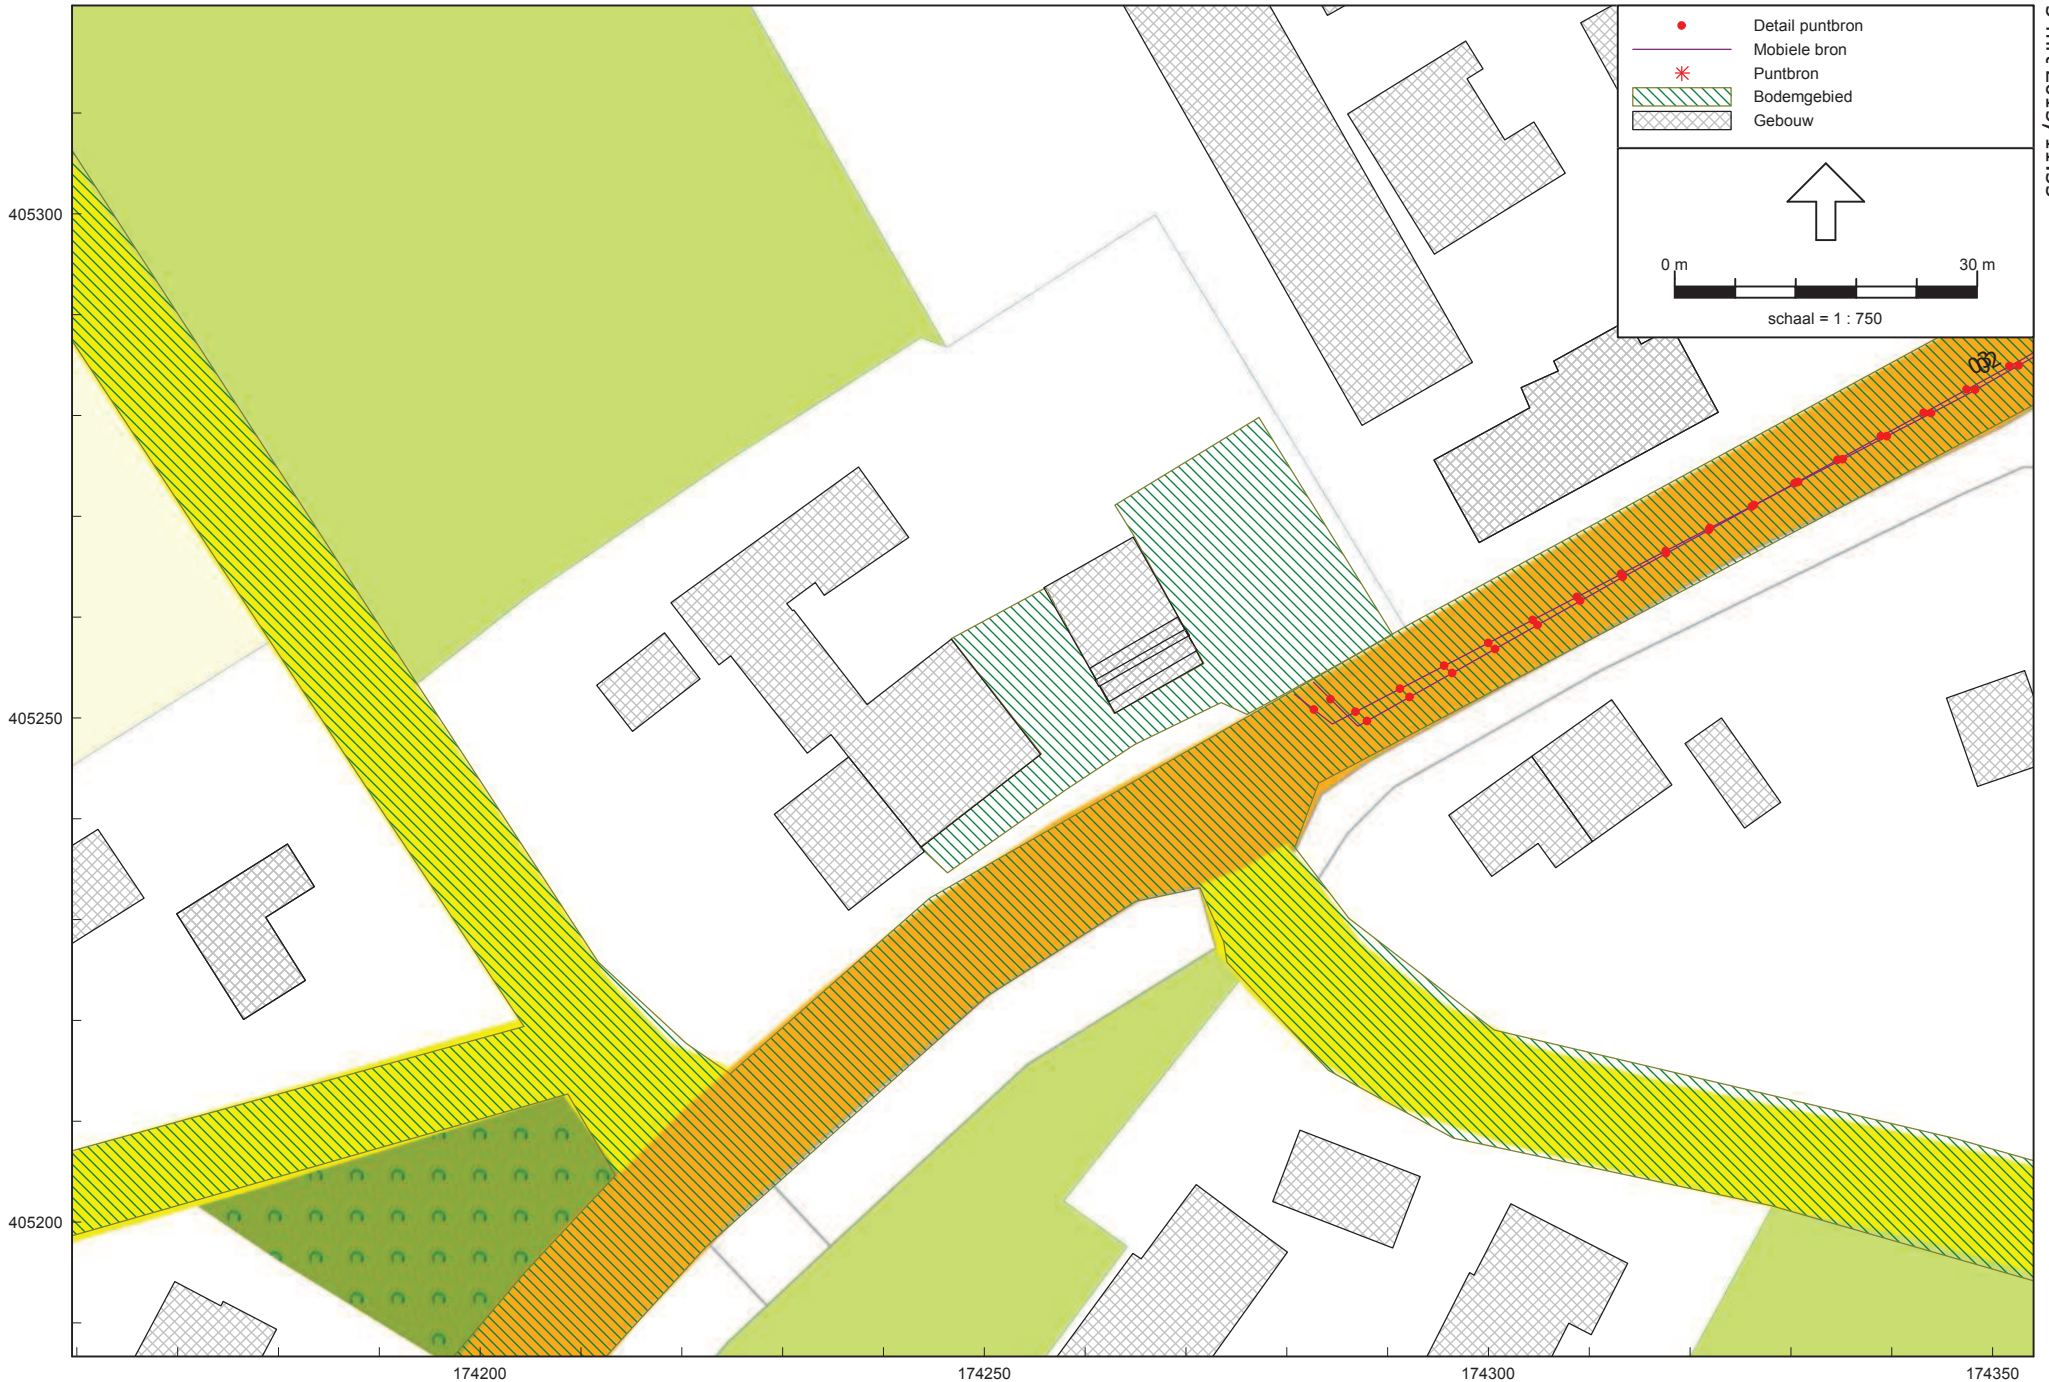 Detail puntbron
Mobiele bron
Puntbron
Bodemgebied
Gebouw
0 m 30 m
schaal = 1 : 750
405300
405250
405200
174200 174250 174300 174350